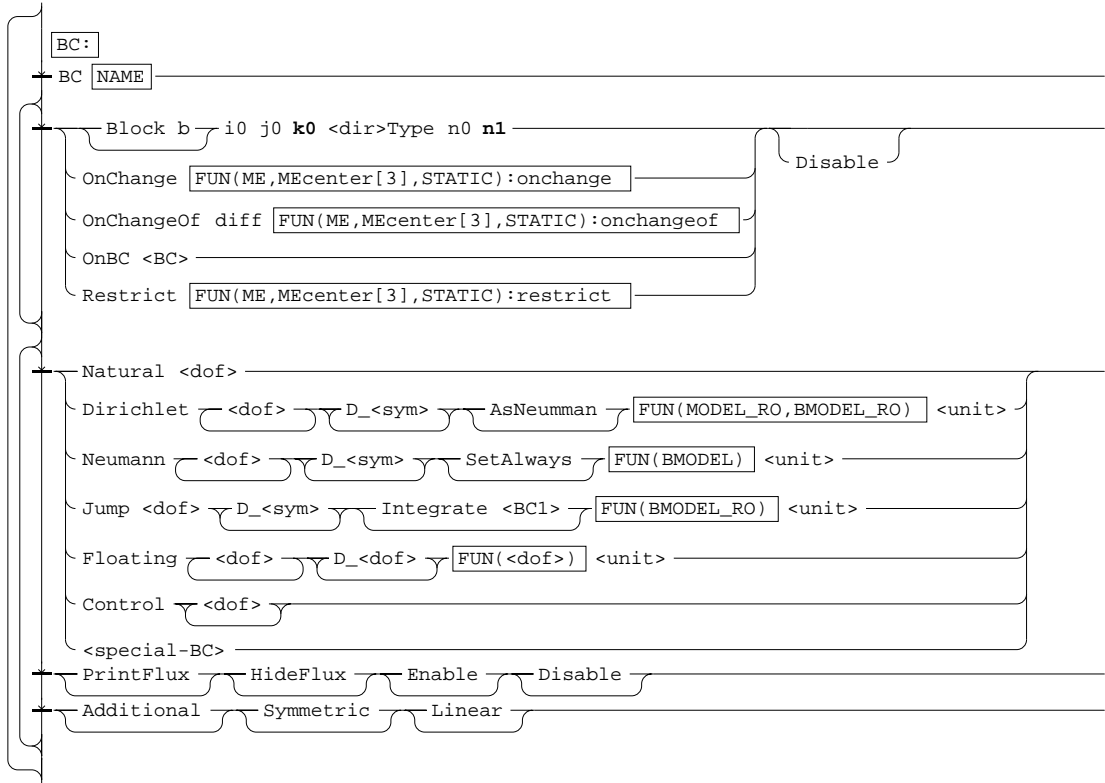 BC:
BC NAME
Block b i0 j0 k0 <dir>Type n0 n1
Disable
OnChange FUN(ME,MEcenter[3],STATIC):onchange
OnChangeOf diff FUN(ME,MEcenter[3],STATIC):onchangeof
OnBC <BC>
Restrict FUN(ME,MEcenter[3],STATIC):restrict
Natural <dof>
Dirichlet <dof> D_<sym> AsNeumman FUN(MODEL_RO,BMODEL_RO) <unit>
Neumann <dof> D_<sym> SetAlways FUN(BMODEL) <unit>
Jump <dof> D_<sym> Integrate <BC1> FUN(BMODEL_RO) <unit>
Floating <dof> D_<dof> FUN(<dof>) <unit>
Control <dof>
<special-BC>
PrintFlux HideFlux Enable Disable
Additional Symmetric Linear